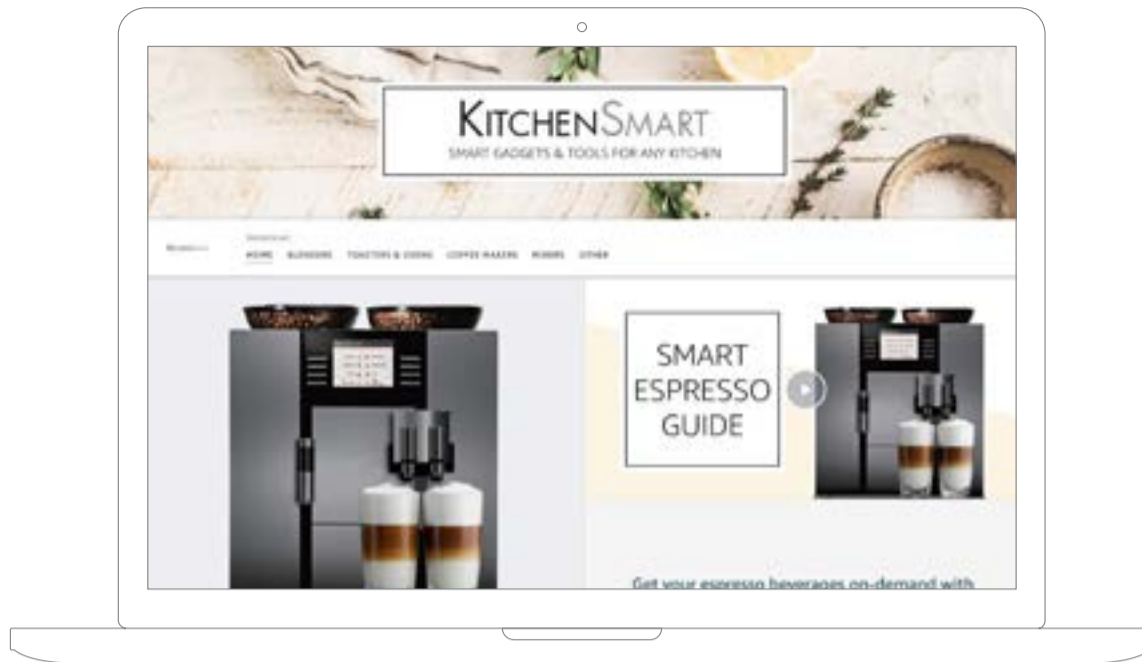 KITCHENSMART
SMART GADGETS & TOOLS FOR ANY KITCHEN
HOME BLENDERS TOASTERS & OVENS COFFEE MAKERS MIXERS OTHER
SMART
ESPRESSO
GUIDE
Get your espresso beverages on-demand with